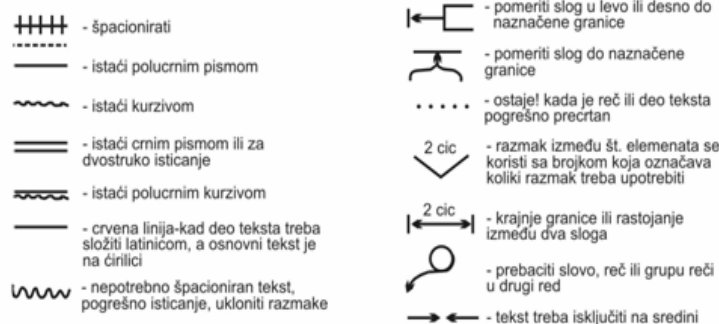 - špacionirati
- istaći polucrnim pismom
- istaći kurzivom
- istaći crnim pismom ili za
dvostruko isticanje
- istaći polucrnim kurzivom
- crvena linija-kad deo teksta treba
složiti latinicom, a osnovni tekst je
na ćirilici
- nepotrebno špacioniran tekst,
pogrešno isticanje, ukloniti razmake
- pomeriti slog u levo ili desno do
naznačene granice
- pomeriti slog do naznačene
granice
- ostaje! kada je reč ili deo teksta
pogrešno precrtan
2 cic
- razmak između št. elemenata se
koristi sa brojkom koja označava
koliki razmak treba upotrebiti
2 cic
- krajnje granice ili rastojanje
između dva sloga
- prebaciti slovo, reč ili grupu reči
u drugi red
- tekst treba isključiti na sredini